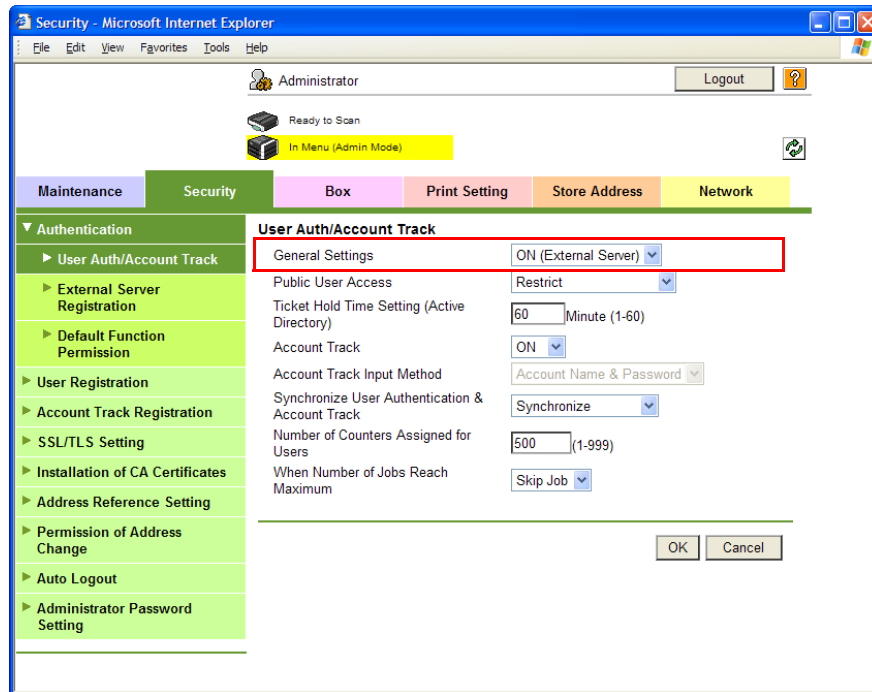 Security - Microsoft Internet Explorer
File Edit View Favorites Tools Help
Administrator
Logout
?
Ready to Scan
In Menu (Admin Mode)
Maintenance Security Box Print Setting Store Address Network
Authentication
User Auth/Account Track
External Server
Registration
Default Function
Permission
User Registration
Account Track Registration
SSL/TLS Setting
Installation of CA Certificates
Address Reference Setting
Permission of Address
Change
Auto Logout
Administrator Password
Setting
User Auth/Account Track
General Settings ON (External Server)
Public User Access Restrict
Ticket Hold Time Setting (Active
Directory) 60 Minute (1-60)
Account Track ON
Account Track Input Method Account Name & Password
Synchronize User Authentication &
Account Track Synchronize
Number of Counters Assigned for
Users 500 (1-999)
When Number of Jobs Reach
Maximum Skip Job
OK Cancel